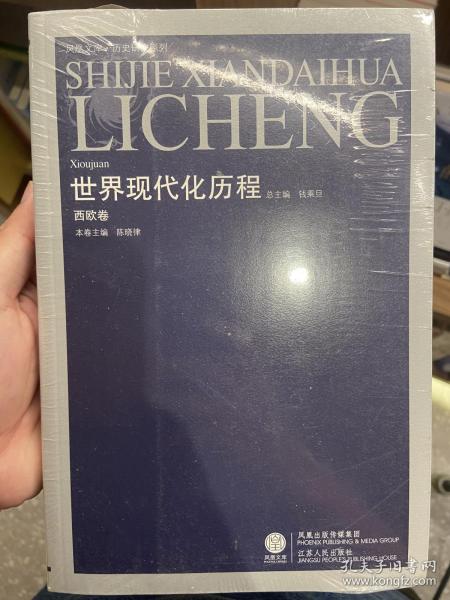 凤凰文库·历史研究系列
SHIJIE XIANDAIHUA
LICHENG
Xioujuan
世界现代化历程 总主编 钱乘旦
西欧卷
本卷主编 陈晓律
凤凰文库
凤凰出版传媒集团
PHOENIX PUBLISHING & MEDIA GROUP
江苏人民出版社
JIANGSU PEOPLE'S PUBLISHING HOUSE
孔夫子旧书网
www.kongfz.com